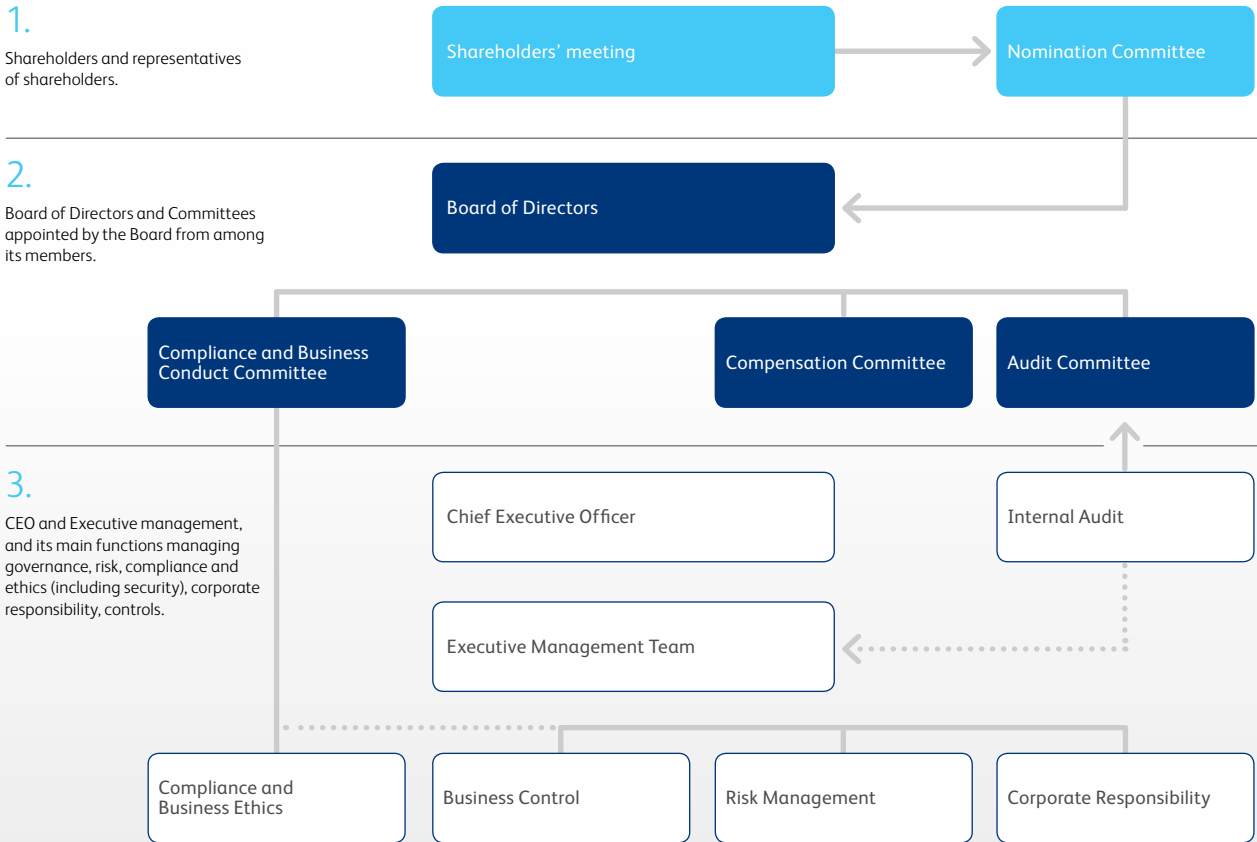 1.
Shareholders and representatives
of shareholders.
Shareholders’ meeting
Nomination Committee
2.
Board of Directors and Committees
appointed by the Board from among
its members.
Board of Directors
Compliance and Business
Conduct Committee
Compensation Committee
Audit Committee
3.
CEO and Executive management,
and its main functions managing
governance, risk, compliance and
ethics (including security), corporate
responsibility, controls.
Chief Executive Officer
Internal Audit
Executive Management Team
Compliance and
Business Ethics
Business Control
Risk Management
Corporate Responsibility